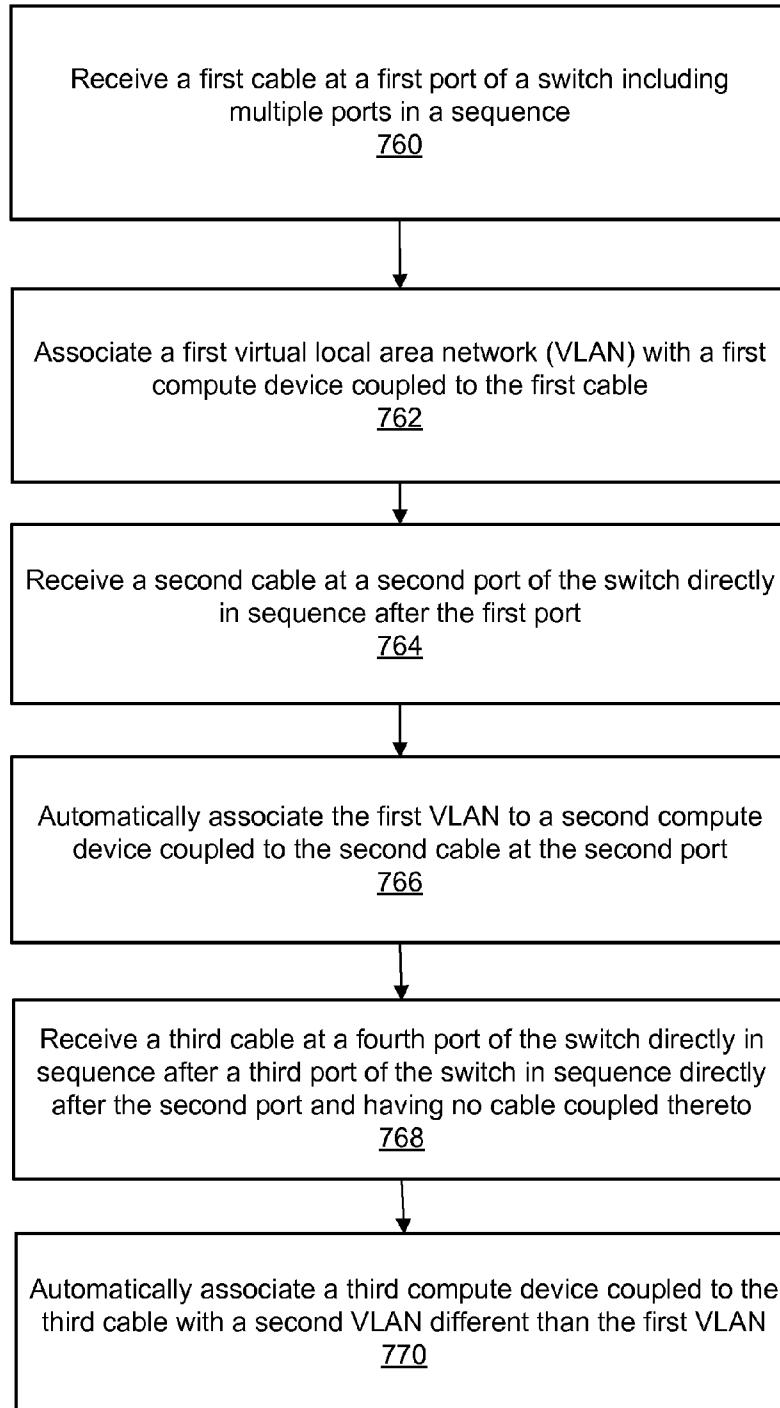 Receive a first cable at a first port of a switch including
multiple ports in a sequence
760
Associate a first virtual local area network (VLAN) with a first
compute device coupled to the first cable
762
Receive a second cable at a second port of the switch directly
in sequence after the first port
764
Automatically associate the first VLAN to a second compute
device coupled to the second cable at the second port
766
Receive a third cable at a fourth port of the switch directly in
sequence after a third port of the switch in sequence directly
after the second port and having no cable coupled thereto
768
Automatically associate a third compute device coupled to the
third cable with a second VLAN different than the first VLAN
770